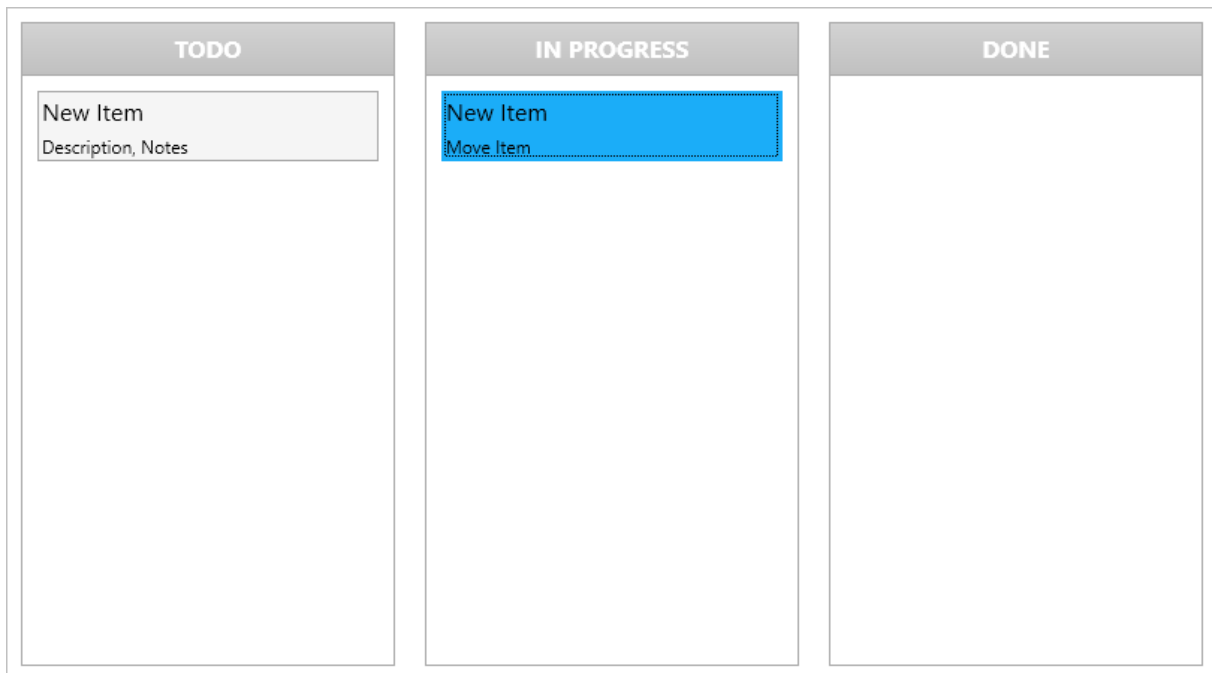 TODO
New Item
Description, Notes
IN PROGRESS
New Item
Move Item
DONE